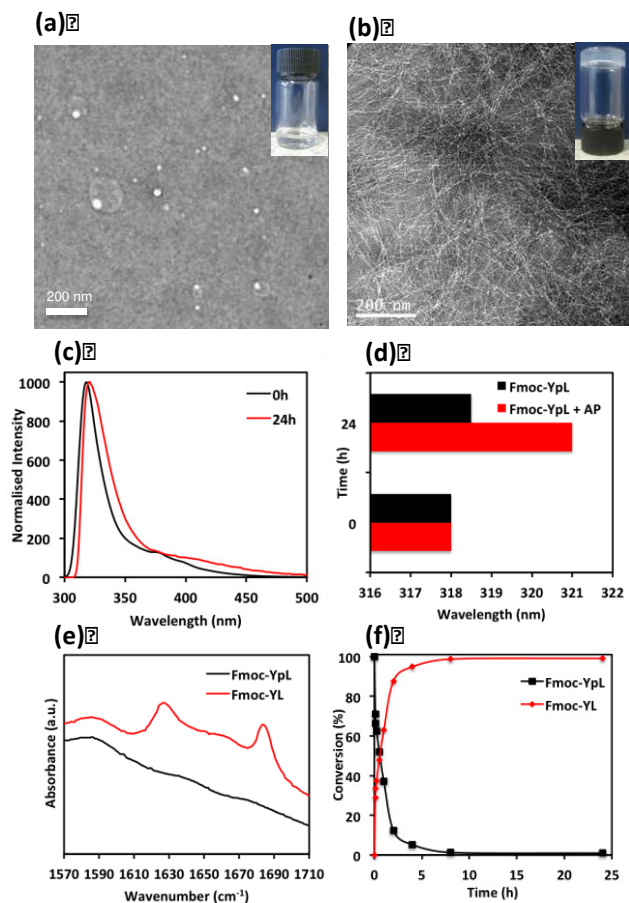 (a)⍰
(b)⍰
200 nm
200 nm
(c)⍰
(d)⍰
Normalised Intensity
1000
800
600
400
200
0
0h
24h
300 350 400 450 500
Wavelength (nm)
Fmoc-YpL
Fmoc-YpL + AP
Time (h)
24
0
316 317 318 319 320 321 322
Wavelength (nm)
(e)⍰
(f)⍰
Absorbance (a.u.)
Fmoc-YpL
Fmoc-YL
1570 1590 1610 1630 1650 1670 1690 1710
Wavenumber (cm⁻¹)
Conversion (%)
100
80
60
40
20
0
Fmoc-YpL
Fmoc-YL
0 5 10 15 20 25
Time (h)